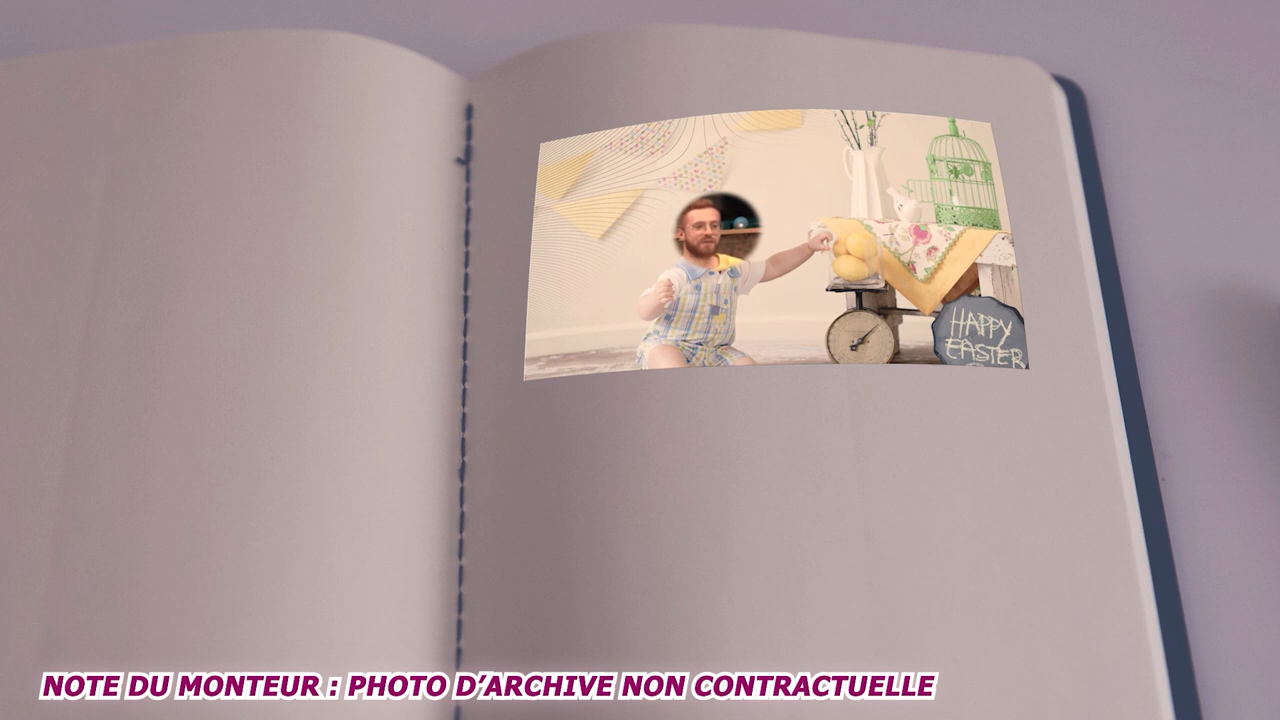 HAPPY
EASTER
NOTE DU MONTEUR : PHOTO D’ARCHIVE NON CONTRACTUELLE